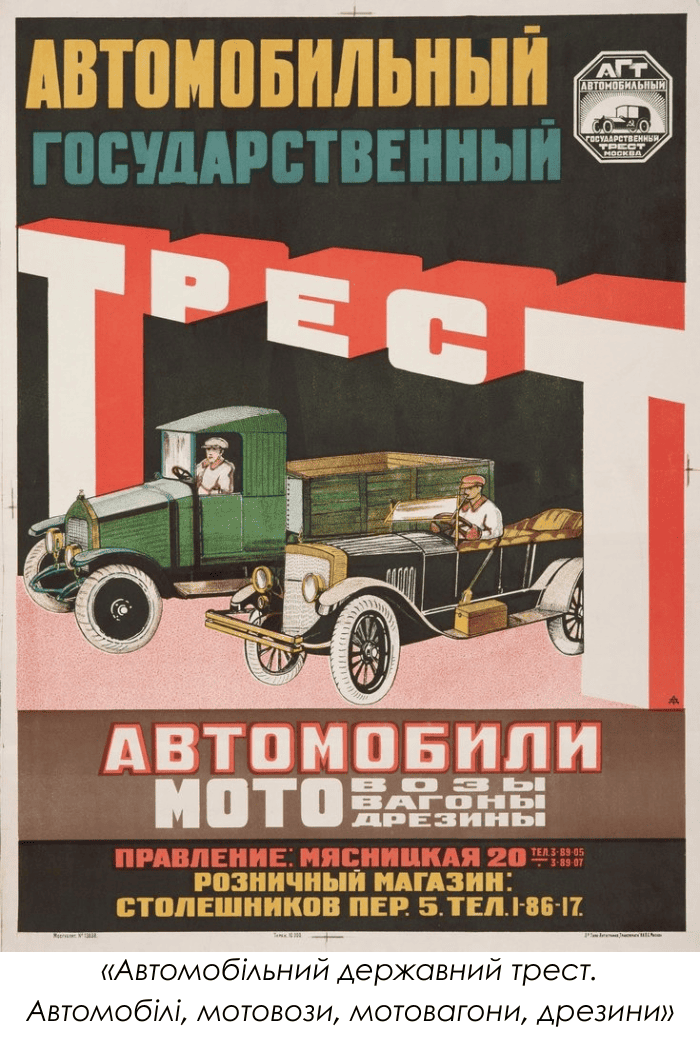 АВТОМОБИЛЬНЫЙ
ГОСУДАРСТВЕННЫЙ
АГТ
АВТОМОБИЛЬНЫЙ
ГОСУДАРСТВЕННЫЙ
ТРЕСТ
МОСКВА
ТРЕСТ
АВТОМОБИЛИ
МОТО ВОЗЫ
ВАГОНЫ
ДРЕЗИНЫ
ПРАВЛЕНИЕ: МЯСНИЦКАЯ 20 ТЕЛ. 3-89-05
3-89-07
РОЗНИЧНЫЙ МАГАЗИН:
СТОЛЕШНИКОВ ПЕР. 5. ТЕЛ. 1-86-17.
«Автомобільний державний трест.
Автомобілі, мотовози, мотовагони, дрезини»